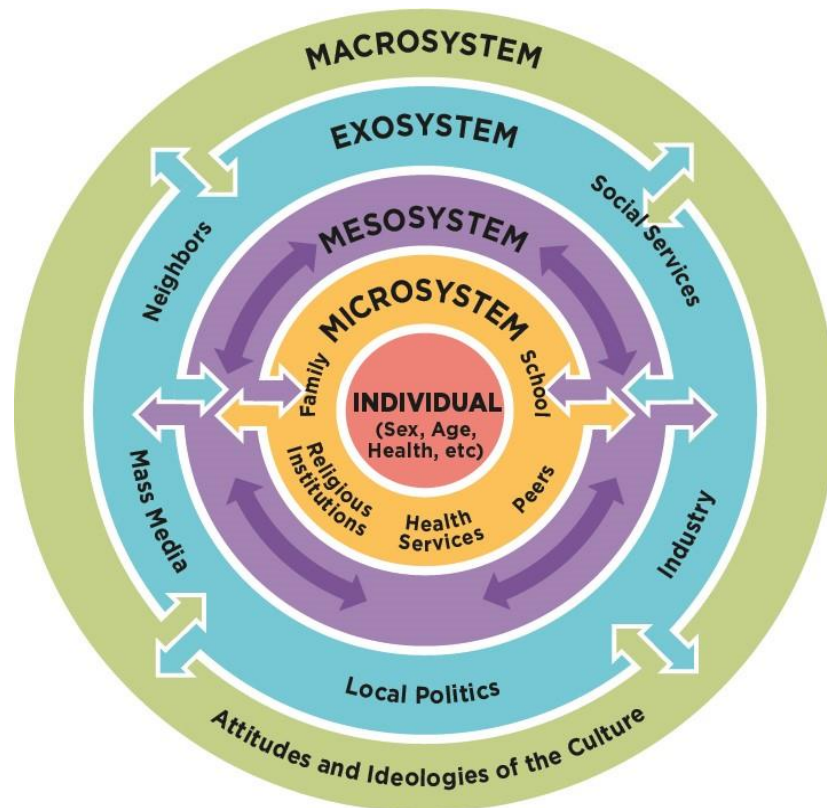 MACROSYSTEM
EXOSYSTEM
Social Services
Neighbors
MESOSYSTEM
MICROSYSTEM
Family
School
INDIVIDUAL
(Sex, Age,
Health, etc)
Religious
Institutions
Health
Services
Peers
Mass Media
Industry
Local Politics
Attitudes and Ideologies of the Culture